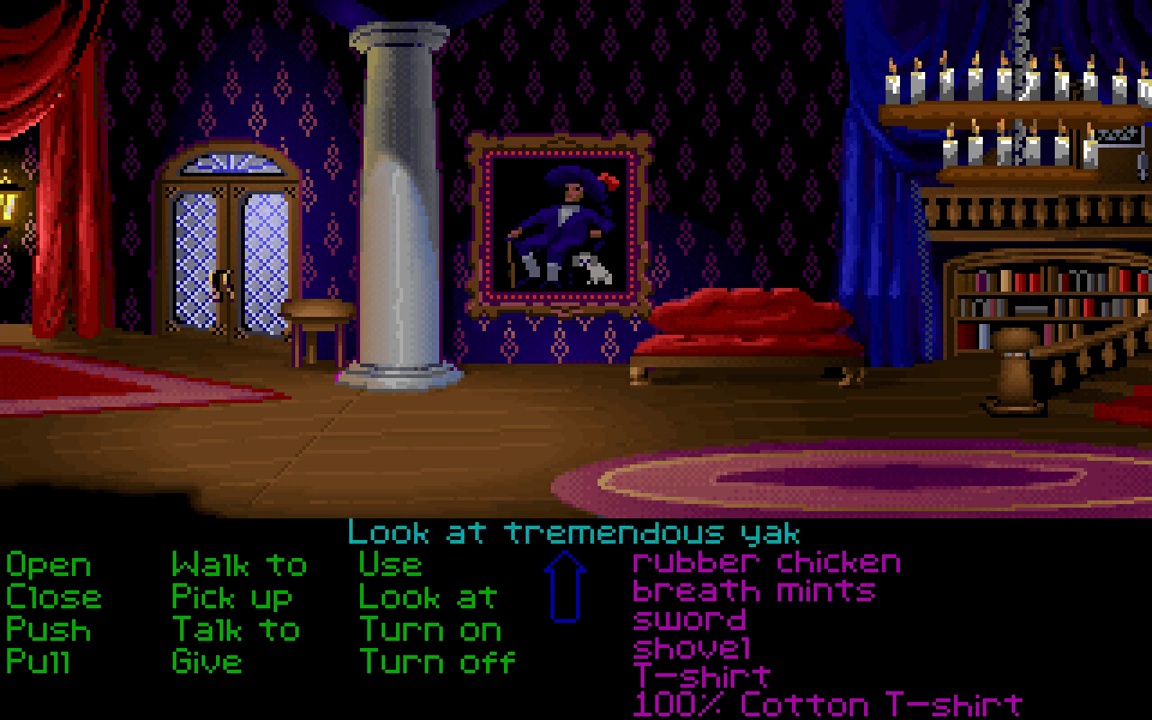 Look at tremendous yak
Open Walk to Use
Close Pick up Look at
Push Talk to Turn on
Pull Give Turn off
rubber chicken
breath mints
sword
shovel
T-shirt
100% Cotton T-shirt